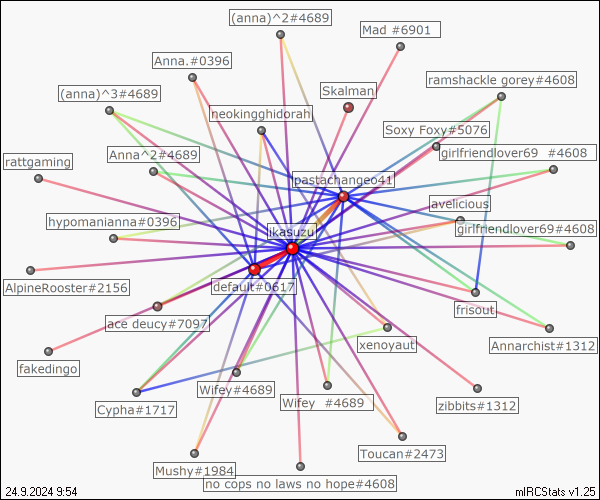 (anna)^2#4689
Mad #6901
Anna.#0396
ramshackle gorey#4608
(anna)^3#4689
Skalman
neokingghidorah
Soxy Foxy#5076
Anna^2#4689
girlfriendlover69 #4608
rattgaming
pastachangeo41
avelicious
hypomanianna#0396
jkasuzu
girlfriendlover69#4608
AlpineRooster#2156
default#0617
frisout
ace deucy#7097
xenoyaut
Annarchist#1312
fakedingo
Wifey#4689
Wifey #4689
zibbits#1312
Cypha#1717
Toucan#2473
Mushy#1984
no cops no laws no hope#4608
24.9.2024 9:54
mIRCStats v1.25